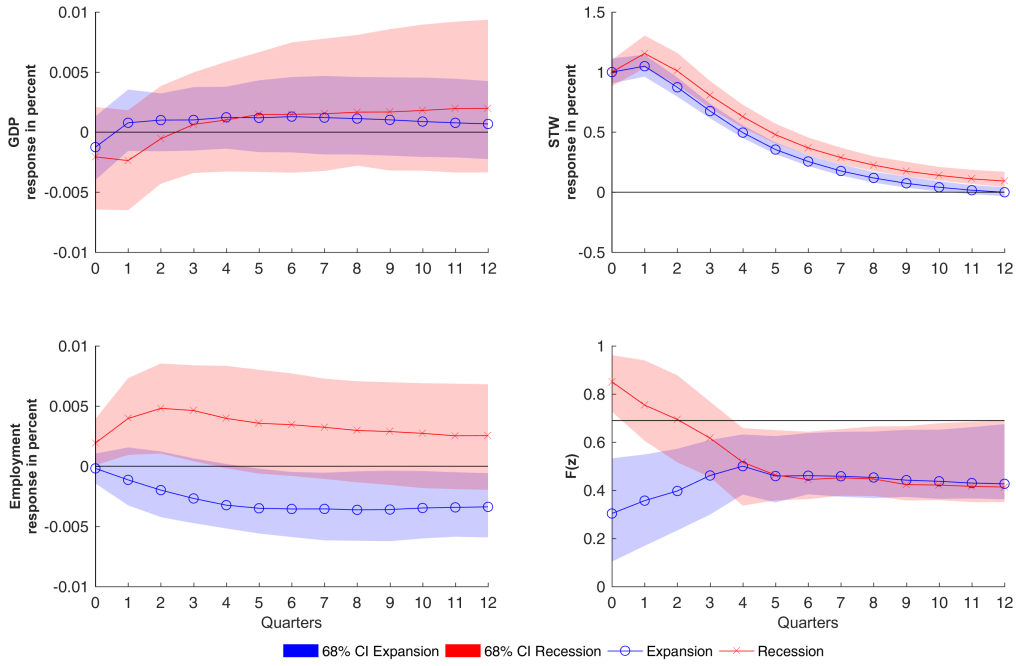 0.01
0.005
0
-0.005
-0.01
GDP
response in percent
0 1 2 3 4 5 6 7 8 9 10 11 12
1.5
1
0.5
0
-0.5
STW
response in percent
0 1 2 3 4 5 6 7 8 9 10 11 12
0.01
0.005
0
-0.005
-0.01
Employment
response in percent
0 1 2 3 4 5 6 7 8 9 10 11 12
Quarters
1
0.8
0.6
0.4
0.2
0
F(z)
0 1 2 3 4 5 6 7 8 9 10 11 12
Quarters
68% CI Expansion 68% CI Recession Expansion Recession